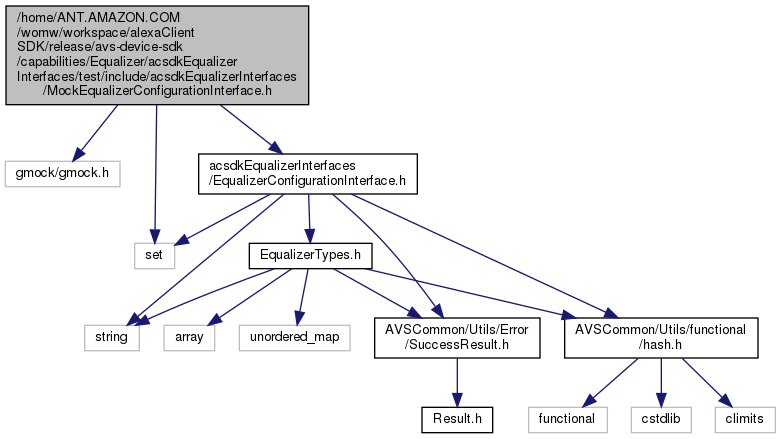 /home/ANT.AMAZON.COM
/womw/workspace/alexaClient
SDK/release/avs-device-sdk
/capabilities/Equalizer/acsdkEqualizer
Interfaces/test/include/acsdkEqualizerInterfaces
/MockEqualizerConfigurationInterface.h
gmock/gmock.h
acsdkEqualizerInterfaces
/EqualizerConfigurationInterface.h
set
EqualizerTypes.h
string
array
unordered_map
AVSCommon/Utils/Error
/SuccessResult.h
AVSCommon/Utils/functional
/hash.h
Result.h
functional
cstdlib
climits